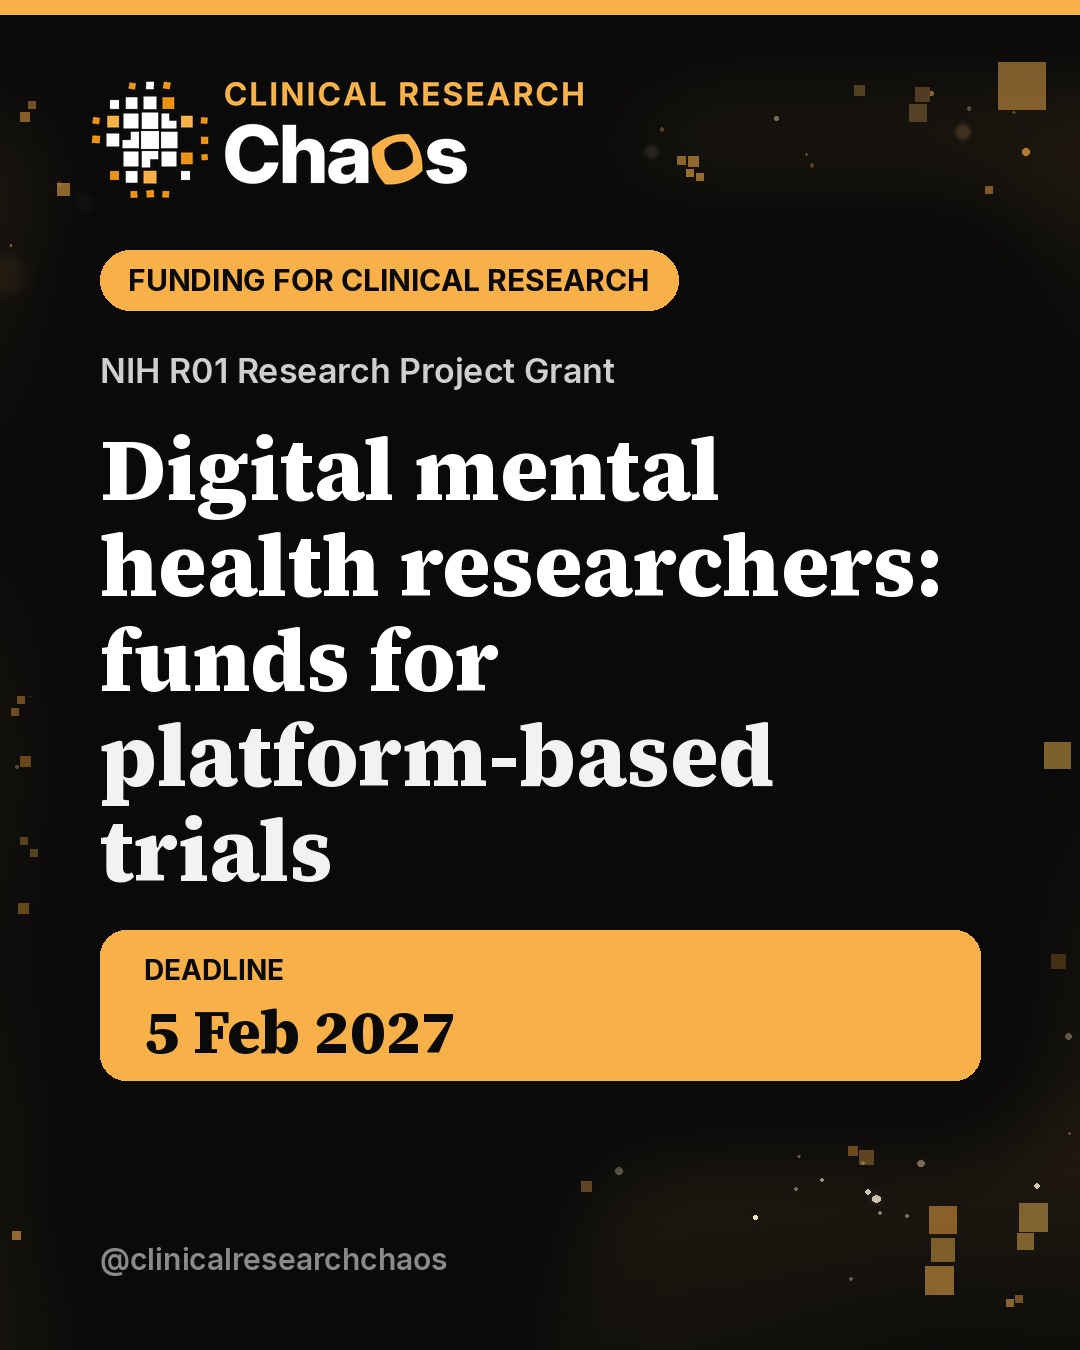 CLINICAL RESEARCH
Chaos
FUNDING FOR CLINICAL RESEARCH
NIH R01 Research Project Grant
Digital mental
health researchers:
funds for
platform-based
trials
DEADLINE
5 Feb 2027
@clinicalresearchchaos